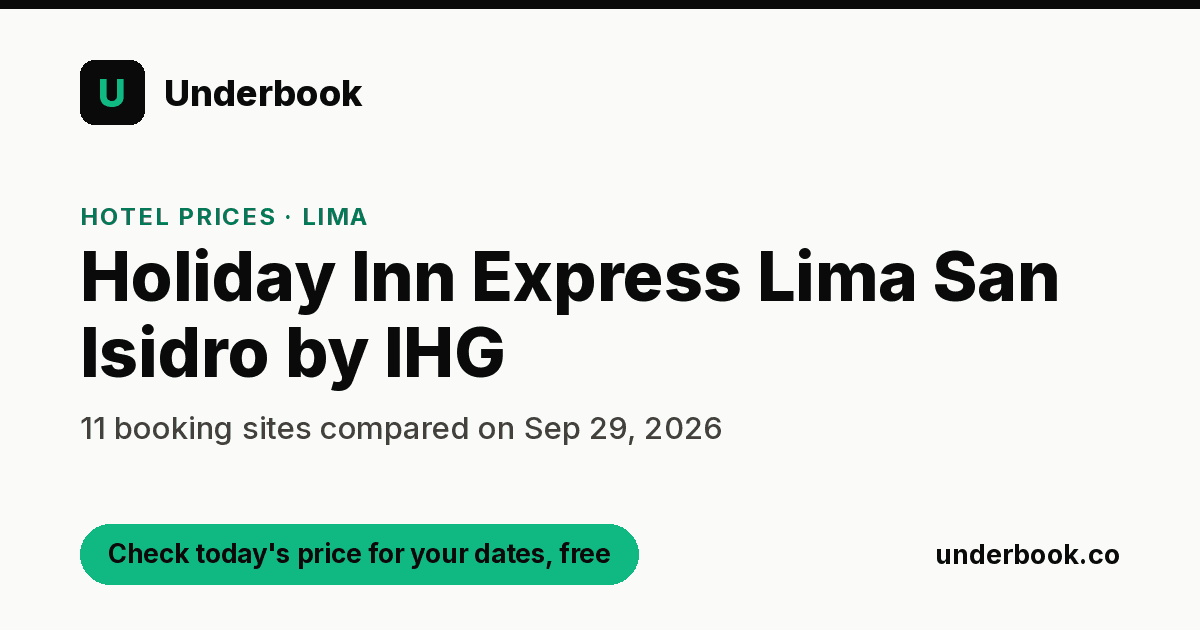 U Underbook
HOTEL PRICES · LIMA
Holiday Inn Express Lima San
Isidro by IHG
11 booking sites compared on Sep 29, 2026
Check today's price for your dates, free
underbook.co